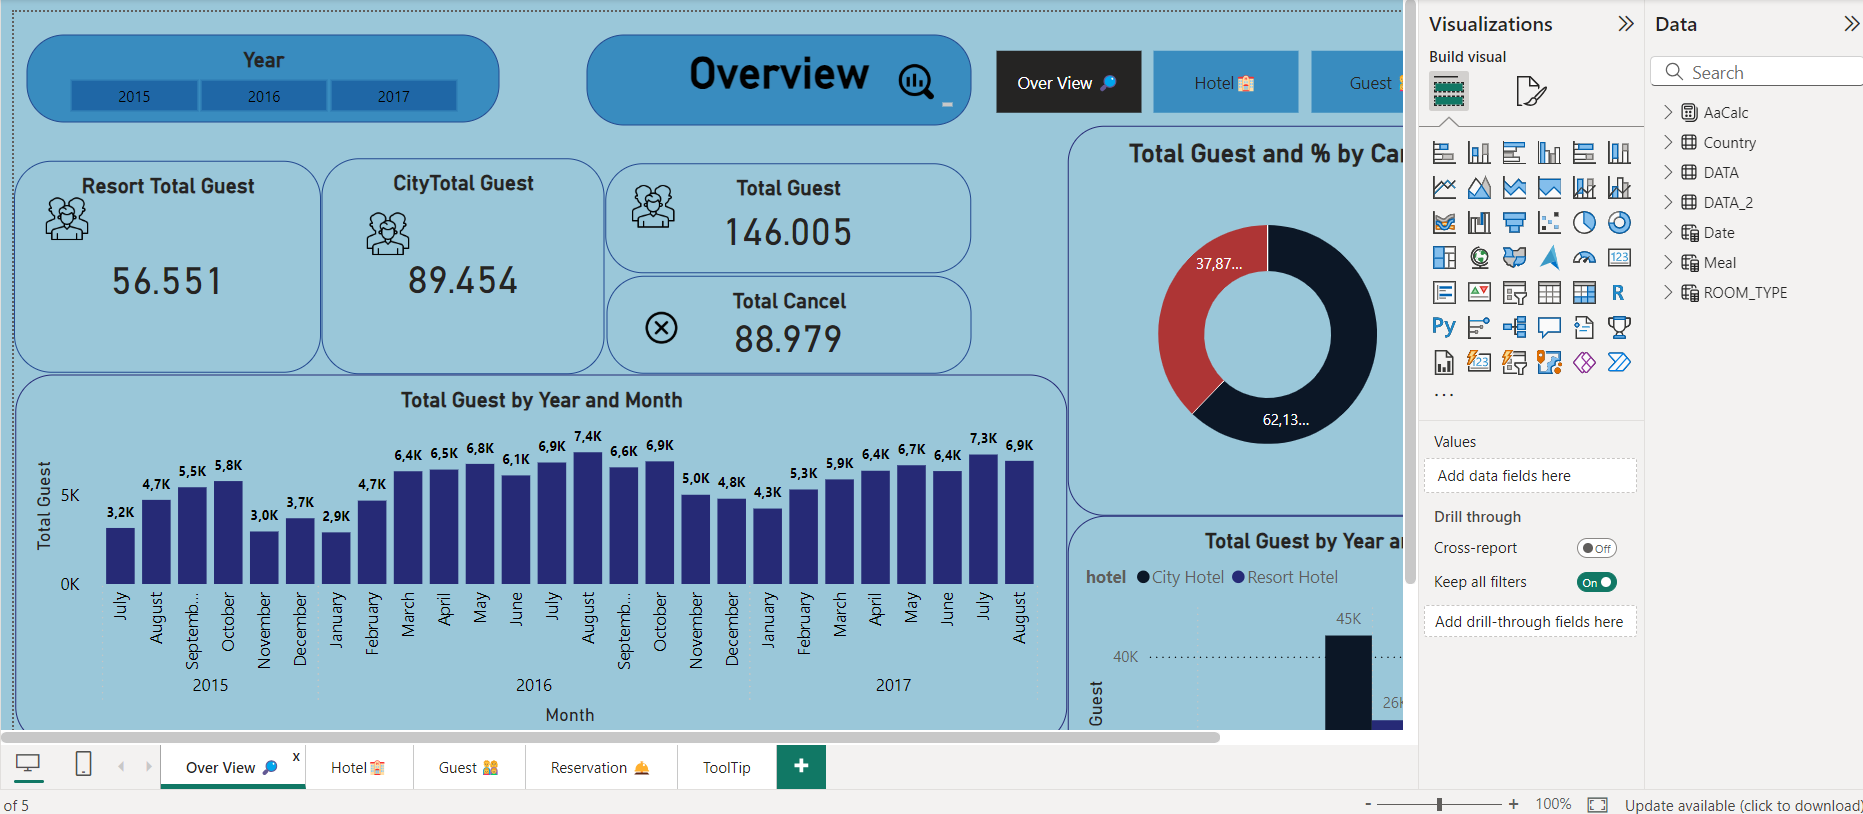 Year
2015 2016 2017
Overview
Over View
Hotel
Guest
Resort Total Guest
56.551
CityTotal Guest
89.454
Total Guest
146.005
Total Cancel
88.979
Total Guest and % by Ca
37,87...
62,13...
Total Guest by Year and Month
Total Guest
5K
0K
3,2K 4,7K 5,5K 5,8K 3,0K 3,7K 2,9K 4,7K 6,4K 6,5K 6,8K 6,1K 6,9K 7,4K 6,6K 6,9K 5,0K 4,8K 4,3K 5,3K 5,9K 6,4K 6,7K 6,4K 7,3K 6,9K
July August Septemb... October November December January February March April May June July August Septemb... October November December January February March April May June July August
2015 2016 2017
Month
Total Guest by Year a
hotel City Hotel Resort Hotel
45K
40K
26K
Guest
Visualizations
Build visual
123
R
Py
123
...
Values
Add data fields here
Drill through
Cross-report Off
Keep all filters On
Add drill-through fields here
Data
Search
AaCalc
Country
DATA
DATA_2
Date
Meal
ROOM_TYPE
Over View x
Hotel
Guest
Reservation
ToolTip
+
of 5
- + 100% Update available (click to download)